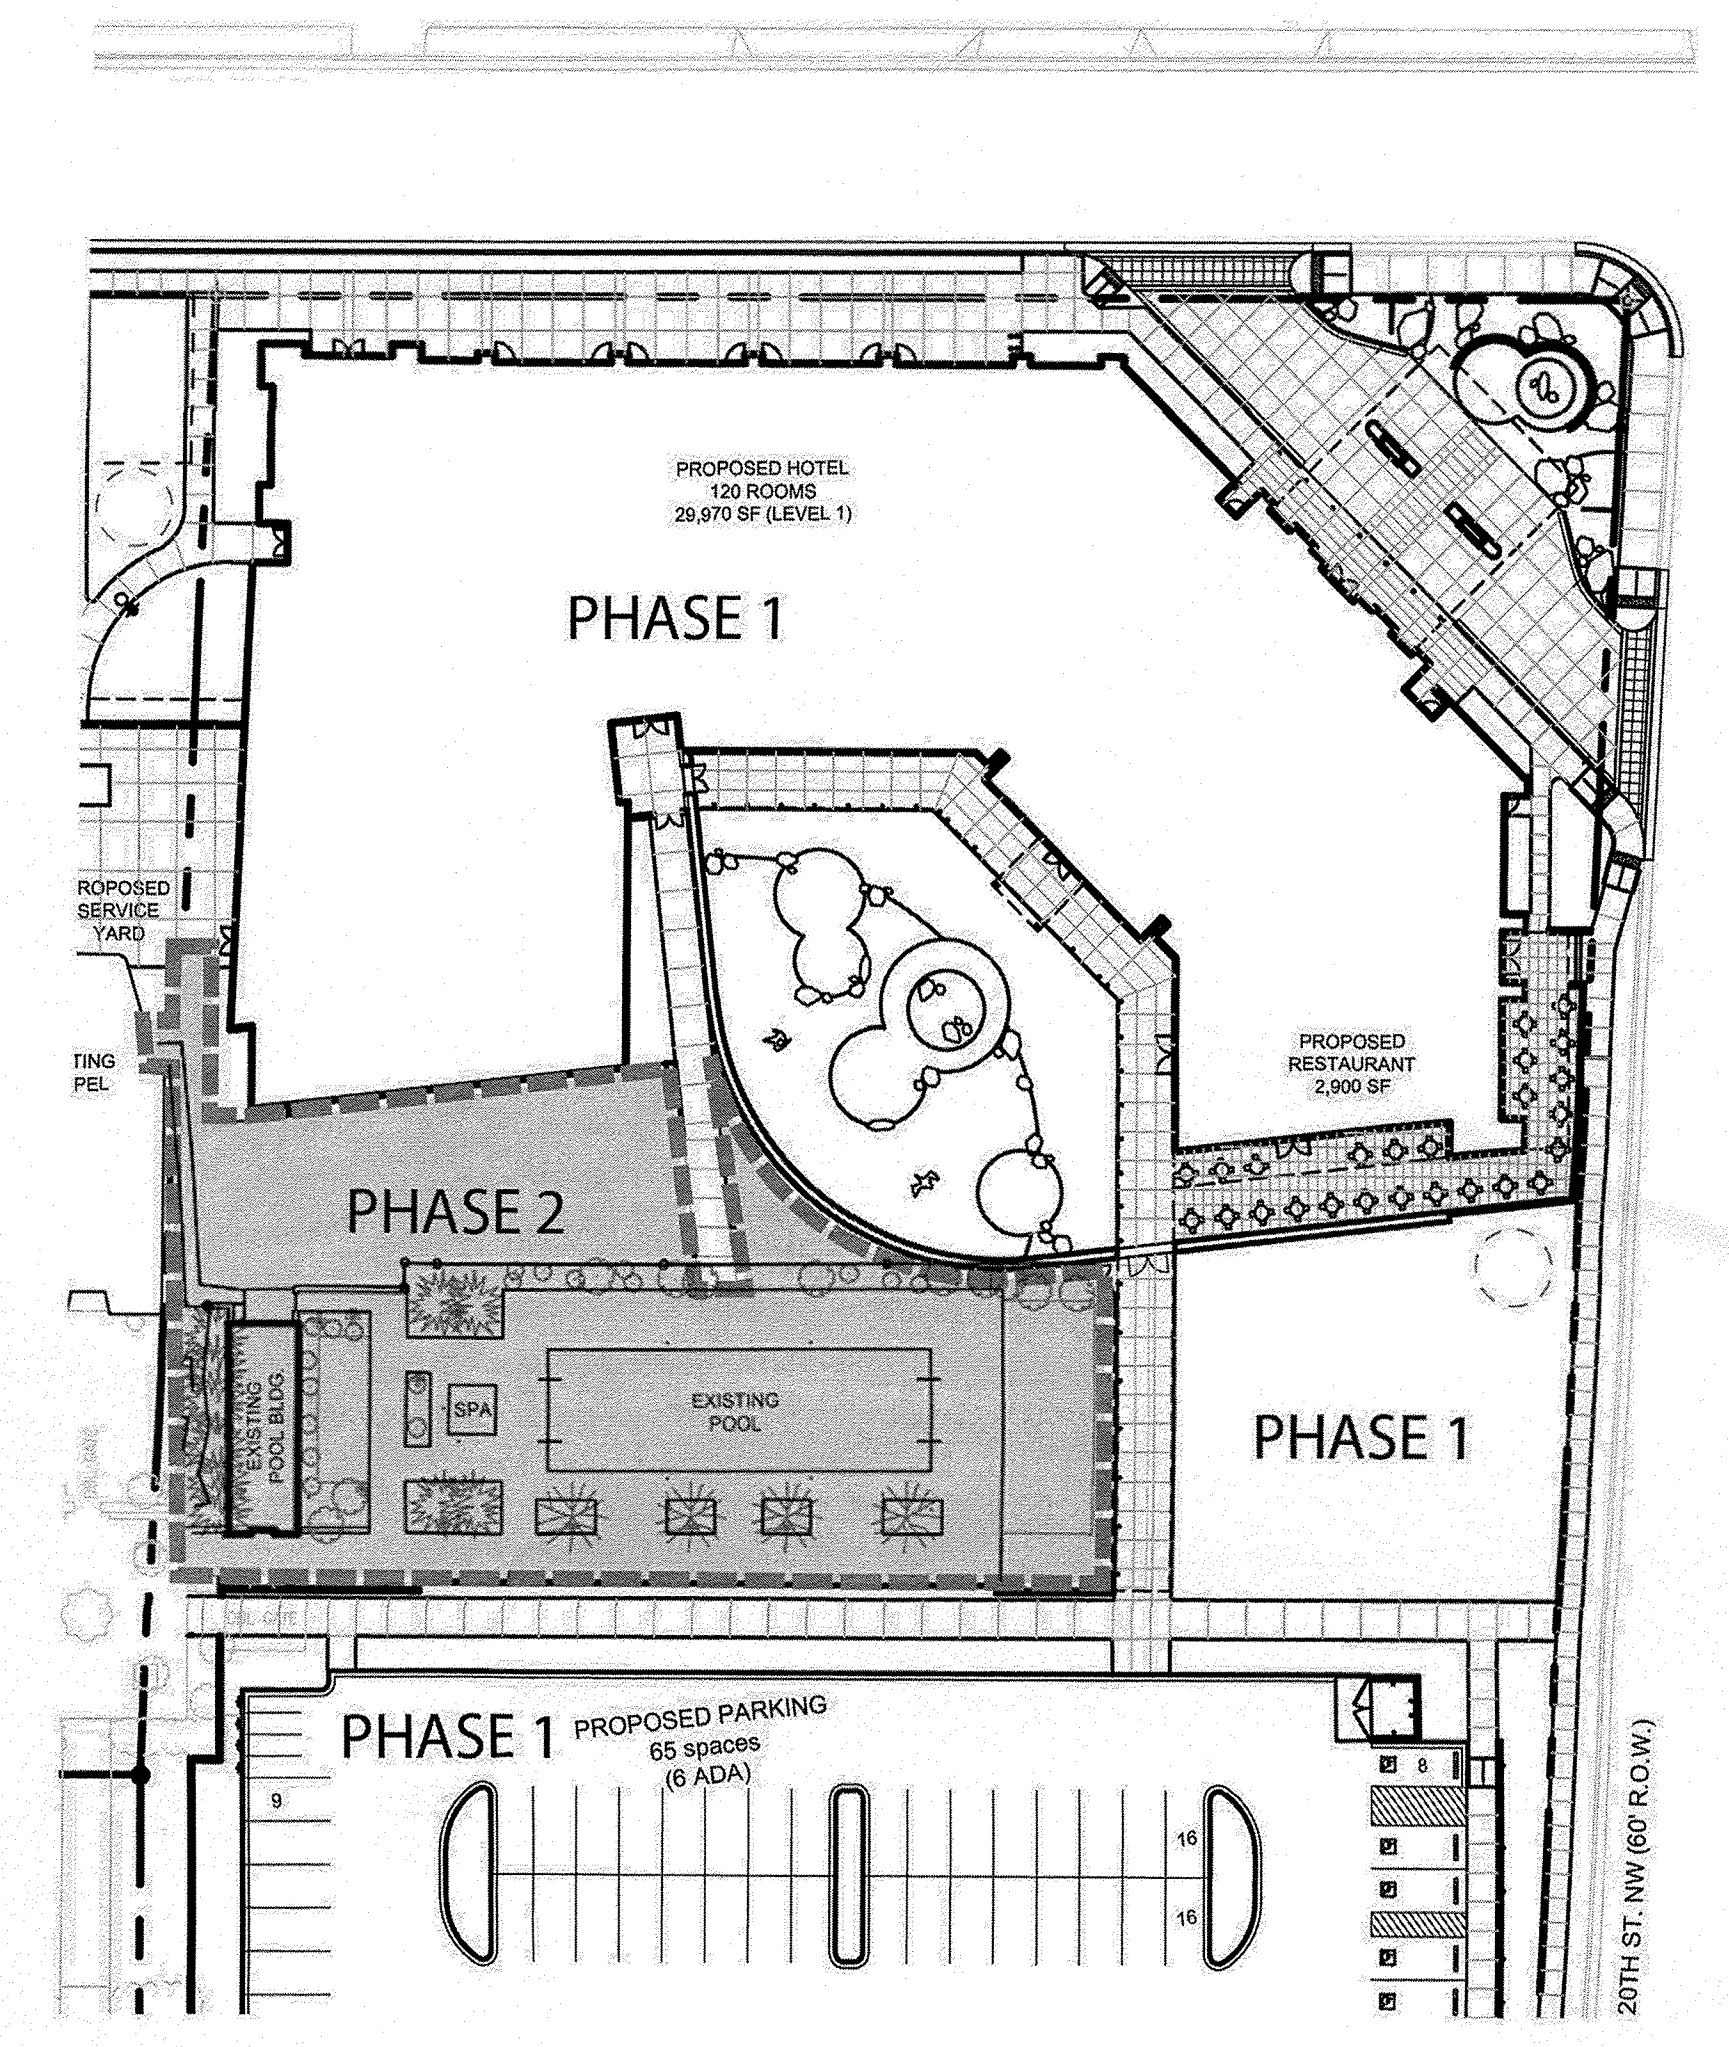 PROPOSED HOTEL
120 ROOMS
29,970 SF (LEVEL 1)
PHASE 1
ROPOSED
SERVICE
YARD
TING
PEL
PROPOSED
RESTAURANT
2,900 SF
PHASE 2
EXISTING
POOL BLDG.
SPA
EXISTING
POOL
PHASE 1
DBL GATE
PHASE 1
PROPOSED PARKING
65 spaces
(6 ADA)
9
16
16
8
20TH ST. NW (60' R.O.W.)